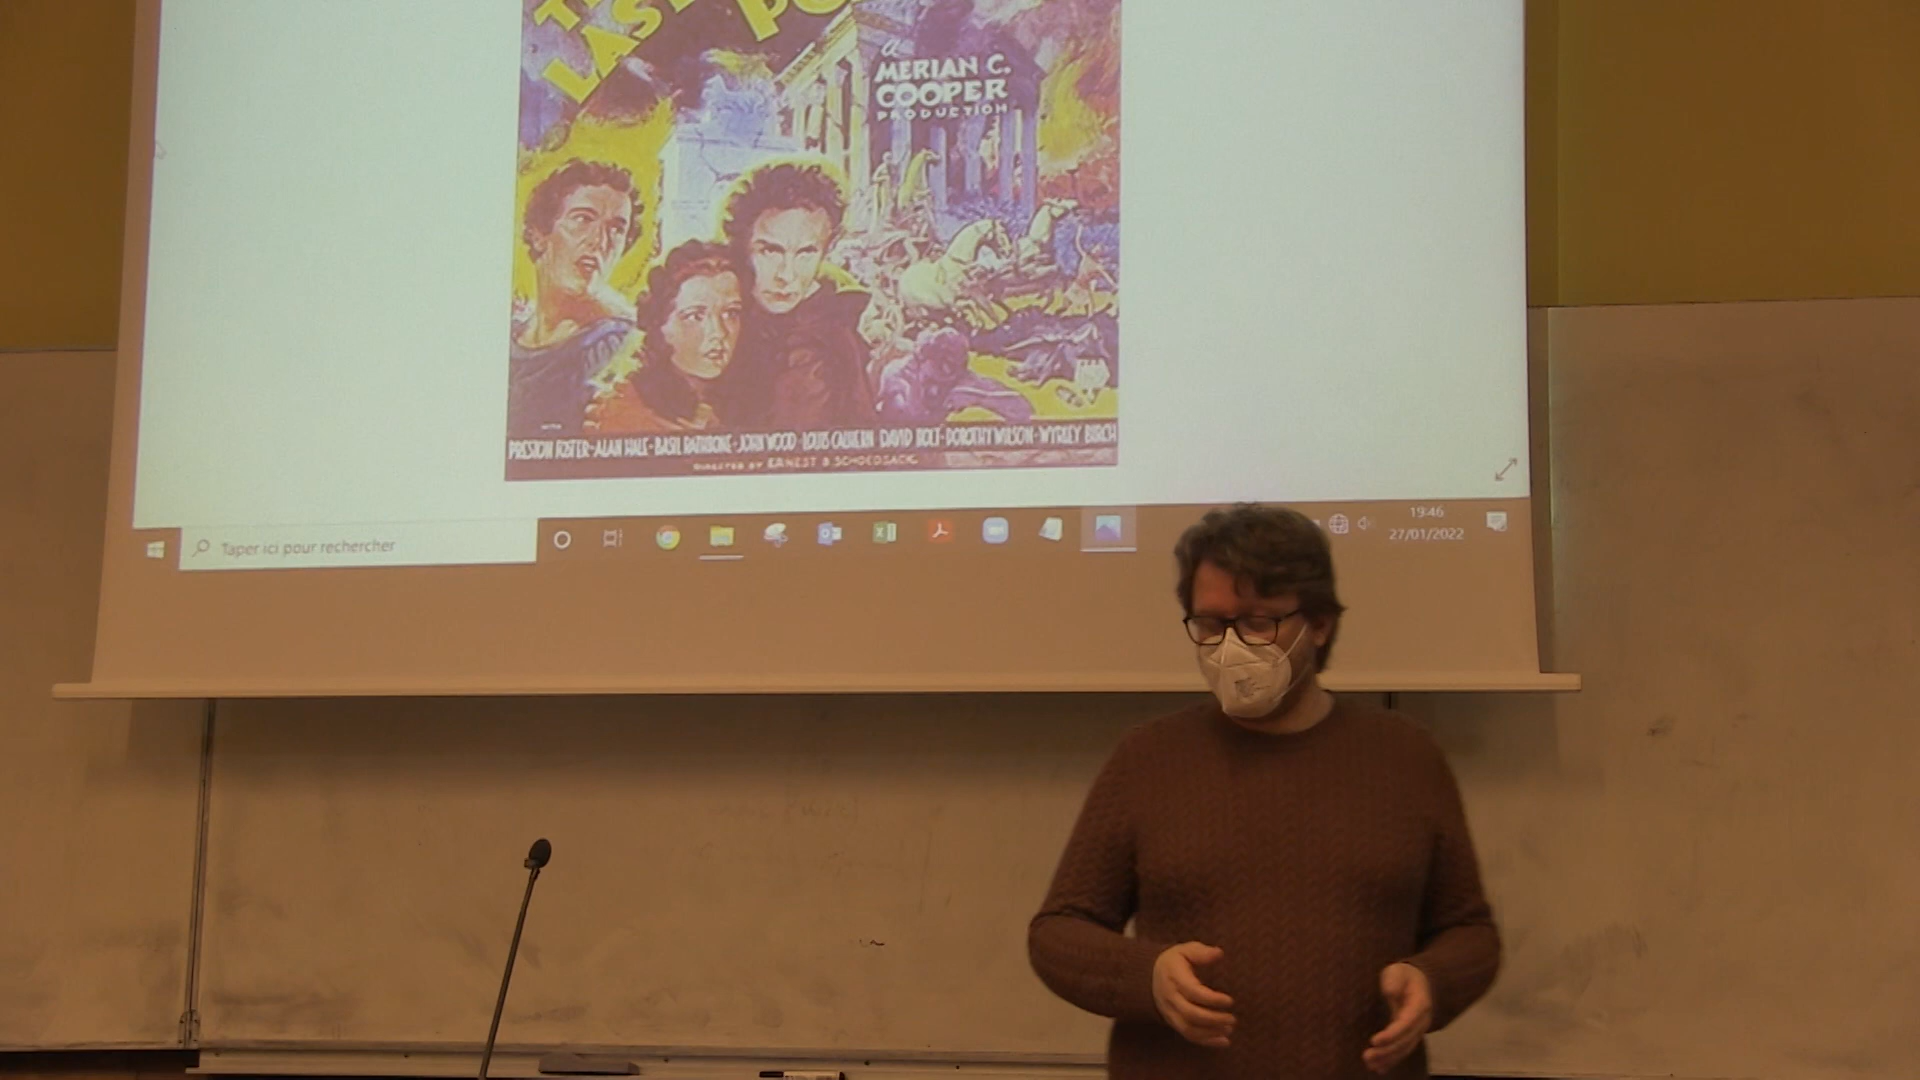 LAST
a
MERIAN C.
COOPER
PRODUCTION
PRESTON FOSTER - ALAN HALE - BASIL RATHBONE - JOHN WOOD - LOUIS CALHERN DAVID HOLT - DOROTHY WILSON - WYRLEY BIRCH
DIRECTED BY ERNEST B. SCHOEDSACK
Taper ici pour rechercher
19:46
27/01/2022